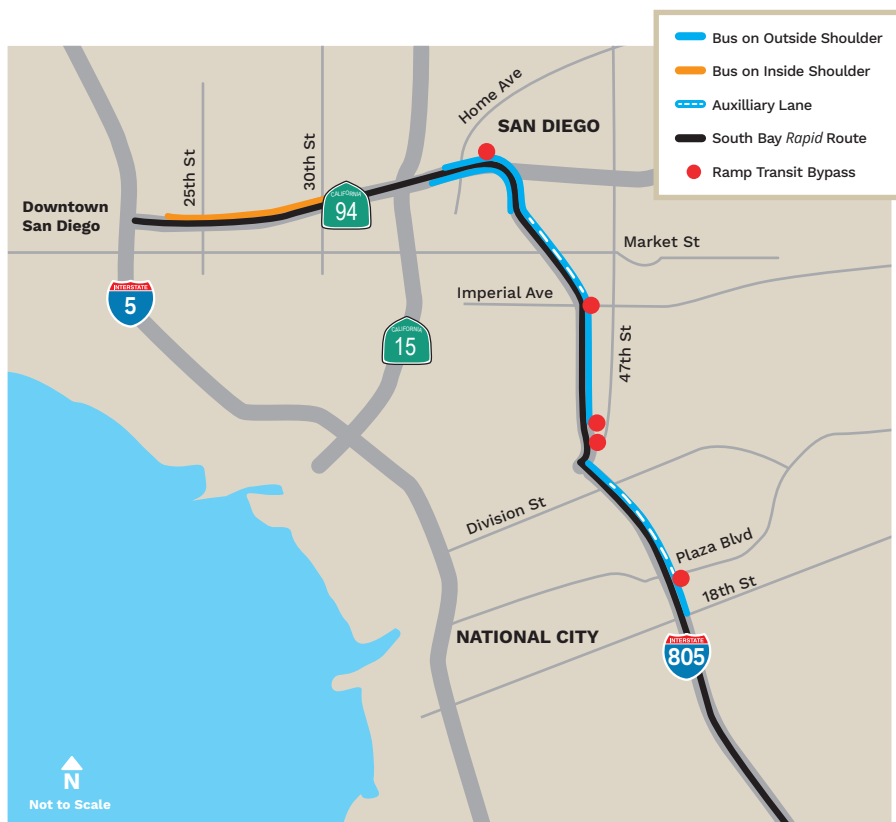 Bus on Outside Shoulder
Bus on Inside Shoulder
Auxilliary Lane
South Bay Rapid Route
Ramp Transit Bypass
Home Ave
SAN DIEGO
25th St
30th St
CALIFORNIA
94
Downtown
San Diego
Market St
INTERSTATE
5
Imperial Ave
CALIFORNIA
15
47th St
Division St
Plaza Blvd
18th St
NATIONAL CITY
INTERSTATE
805
N
Not to Scale